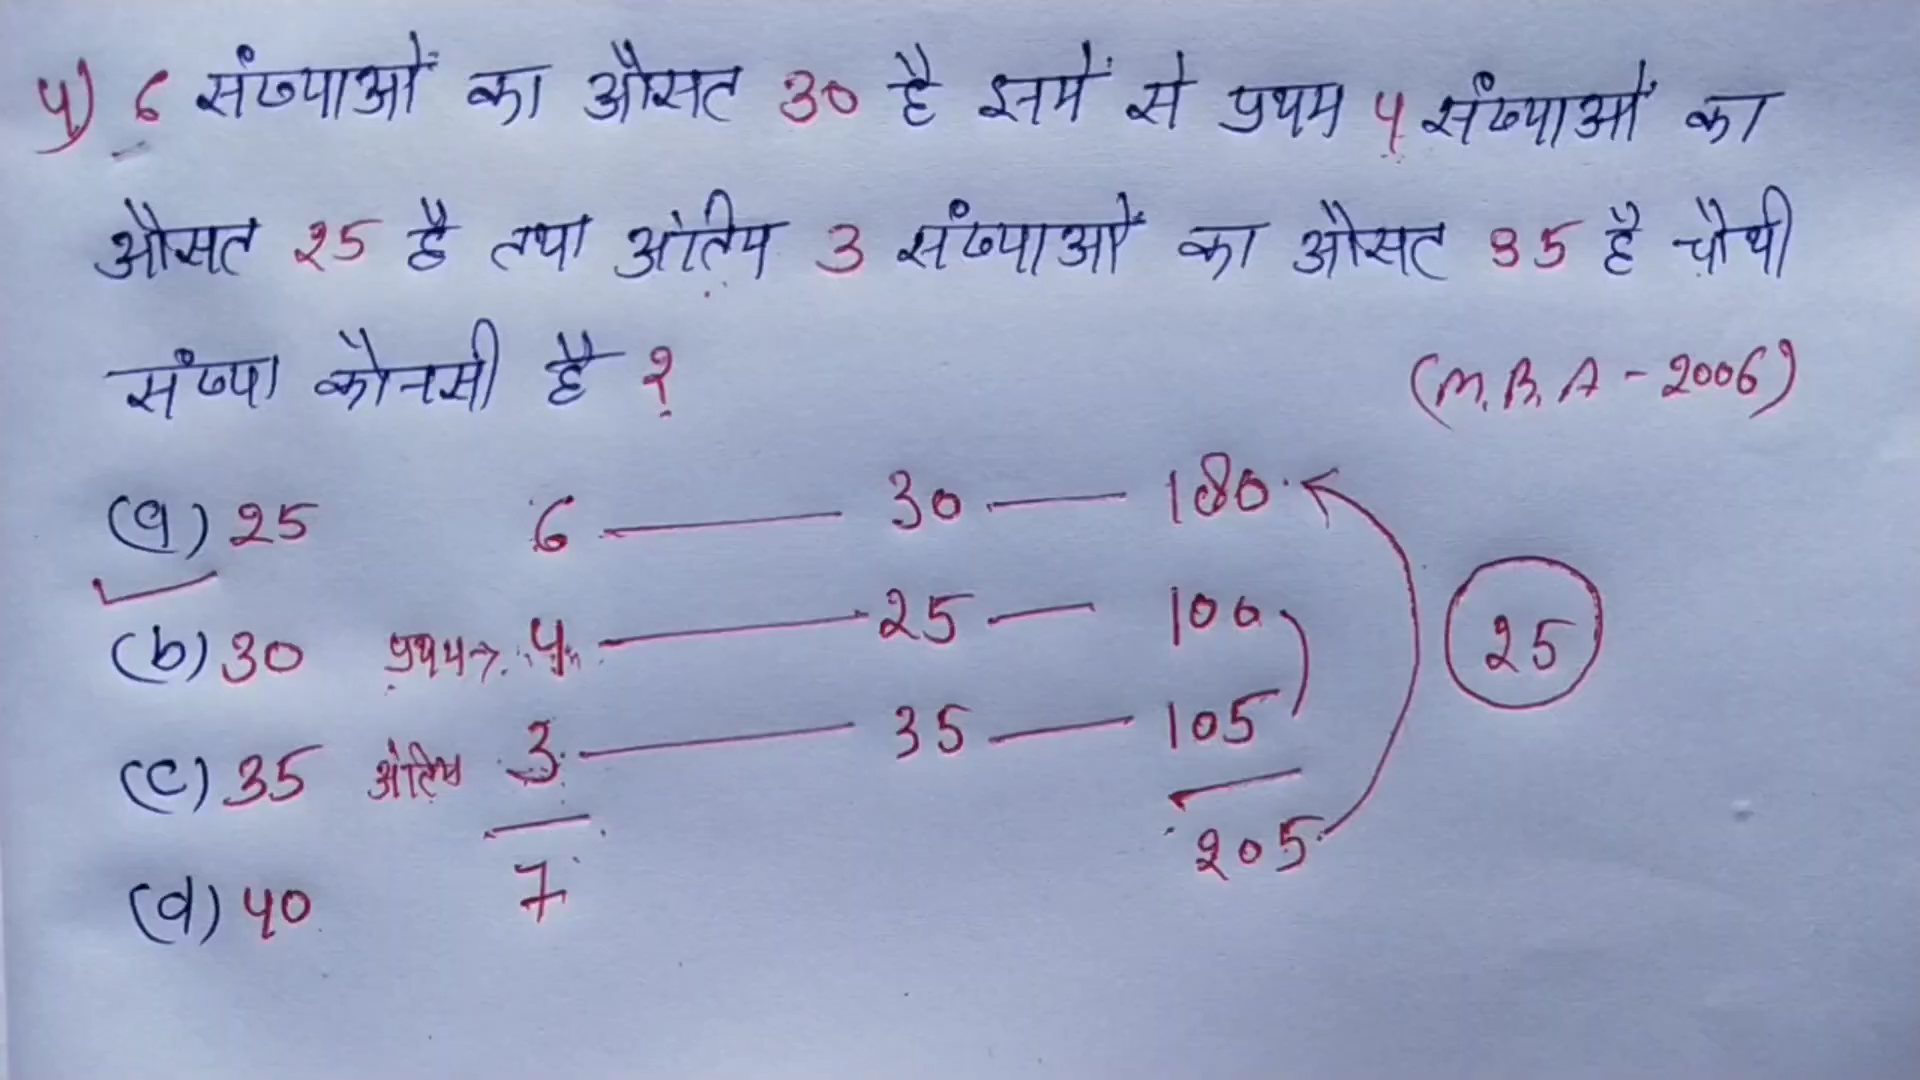 4) 6 संख्याओं का औसत 30 है इनमें से प्रथम 4 संख्याओं का
औसत 25 है तथा अंतिम 3 संख्याओं का औसत 35 है चौथी
संख्या कौनसी है ?
(M.B.A - 2006)
(a) 25 6 — 30 — 180
(b) 30 प्रथम → 4 — 25 — 100
25
(c) 35 अंतिम 3 — 35 — 105
205
(d) 40 7